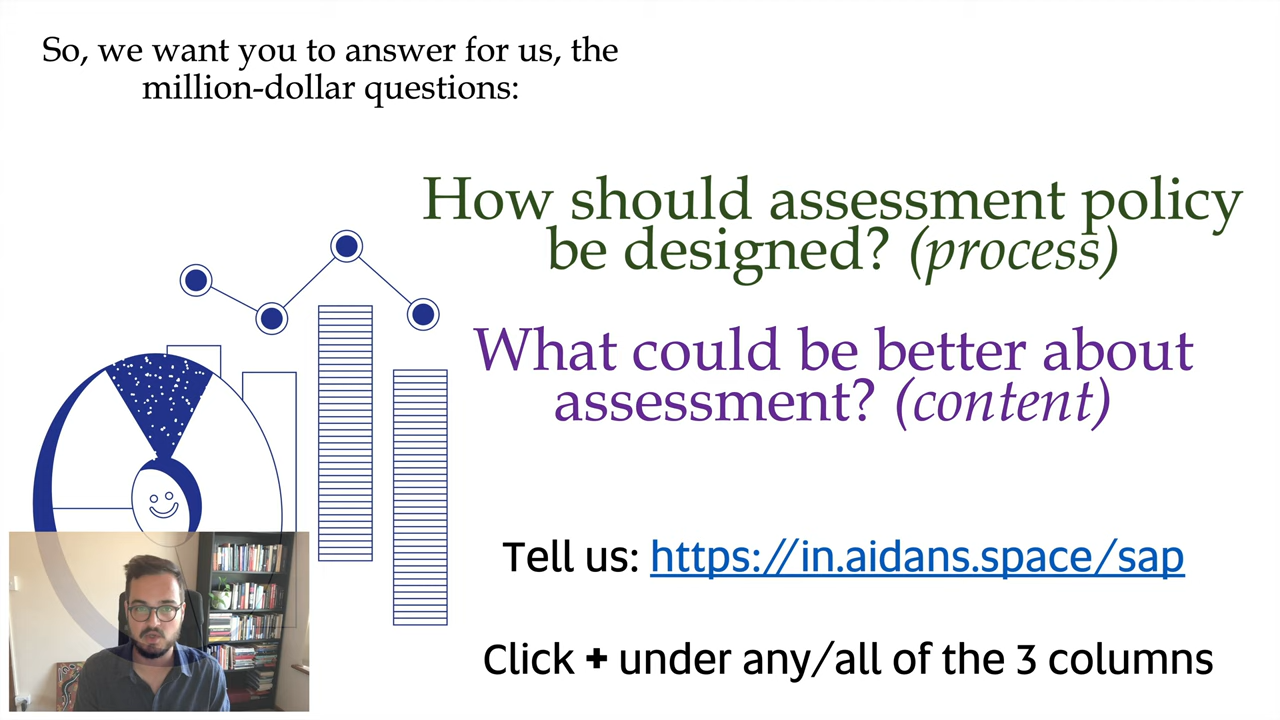 So, we want you to answer for us, the
million-dollar questions:
How should assessment policy
be designed? (process)
What could be better about
assessment? (content)
Tell us: https://in.aidans.space/sap
Click + under any/all of the 3 columns